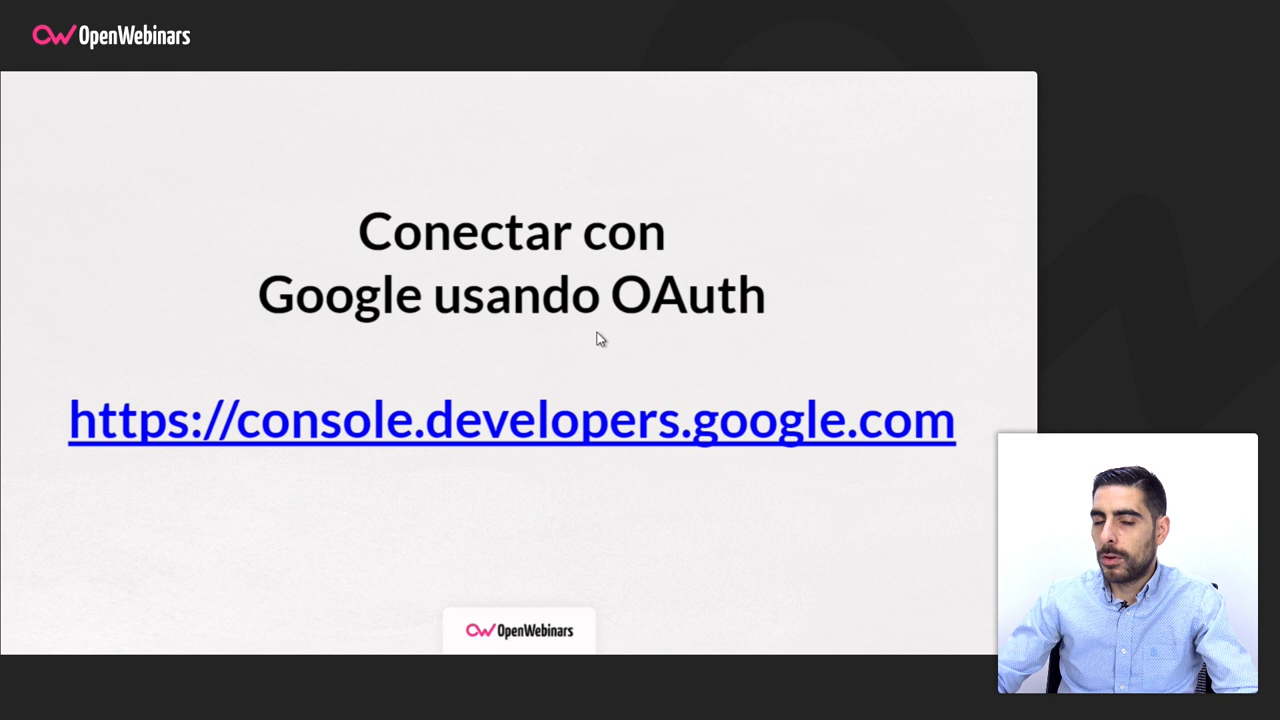 OpenWebinars
Conectar con
Google usando OAuth
https://console.developers.google.com
OpenWebinars